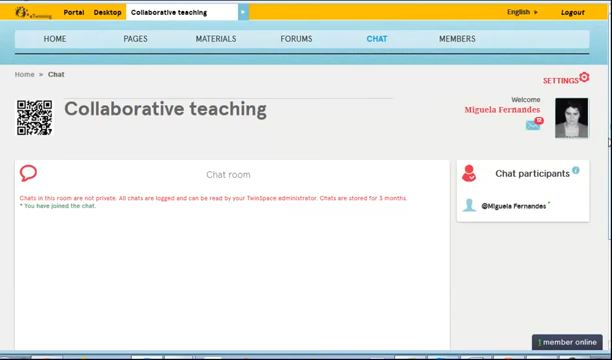 eTwinning Portal Desktop Collaborative teaching English Logout
HOME PAGES MATERIALS FORUMS CHAT MEMBERS
Home » Chat
SETTINGS
Collaborative teaching
Welcome
Miguela Fernandes
Chat room
Chats in this room are not private. All chats are logged and can be read by your TwinSpace administrator. Chats are stored for 3 months.
* You have joined the chat.
Chat participants
@Miguela Fernandes *
1 member online